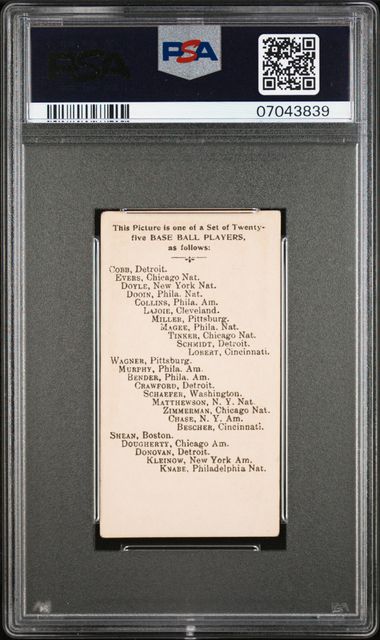 PSA
PSA
07043839
This Picture is one of a Set of Twenty-
five BASE BALL PLAYERS,
as follows:
COBB, Detroit.
EVERS, Chicago Nat.
DOYLE, New York Nat.
DOOIN, Phila. Nat.
COLLINS, Phila. Am.
LAJOIE, Cleveland.
MILLER, Pittsburg.
MAGEE, Phila. Nat.
TINKER, Chicago Nat.
SCHMIDT, Detroit.
LOBERT, Cincinnati.
WAGNER, Pittsburg.
MURPHY, Phila. Am.
BENDER, Phila. Am.
CRAWFORD, Detroit.
SCHAEFER, Washington.
MATTHEWSON, N. Y. Nat.
ZIMMERMAN, Chicago Nat.
CHASE, N. Y. Am.
BESCHER, Cincinnati.
SNEAN, Boston.
DOUGHERTY, Chicago Am.
DONOVAN, Detroit.
KLEINOW, New York Am.
KNABE, Philadelphia Nat.